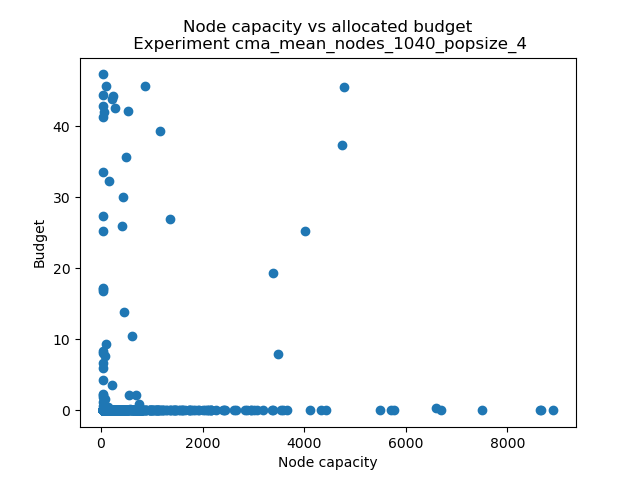 Node capacity vs allocated budget
Experiment cma_mean_nodes_1040_popsize_4
40
30
20
10
0
Budget
0 2000 4000 6000 8000
Node capacity